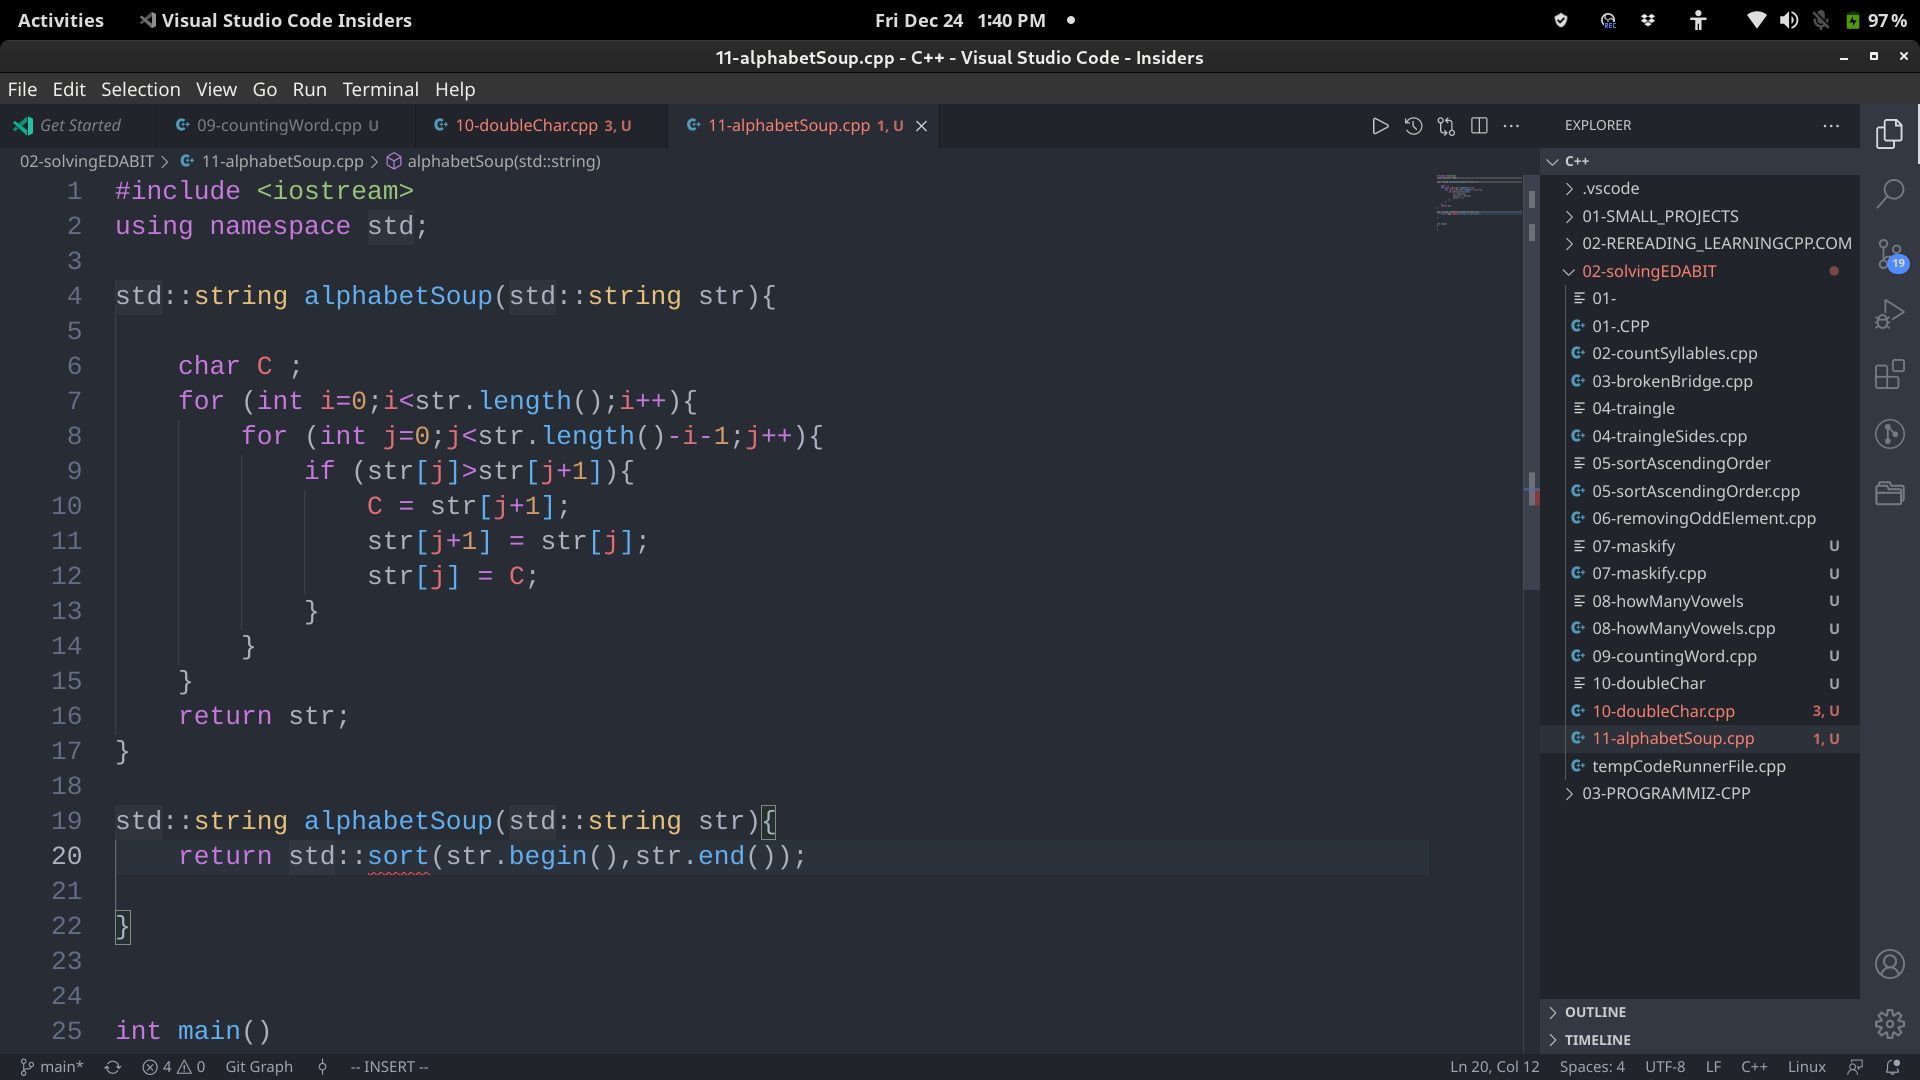 Activities
Visual Studio Code Insiders
Fri Dec 24 1:40 PM
97 %
11-alphabetSoup.cpp - C++ - Visual Studio Code - Insiders
File Edit Selection View Go Run Terminal Help
Get Started
09-countingWord.cpp U
10-doubleChar.cpp 3, U
11-alphabetSoup.cpp 1, U
02-solvingEDABIT > 11-alphabetSoup.cpp > alphabetSoup(std::string)
1 #include <iostream>
2 using namespace std;
3
4 std::string alphabetSoup(std::string str){
5
6 char C ;
7 for (int i=0;i<str.length();i++){
8 for (int j=0;j<str.length()-i-1;j++){
9 if (str[j]>str[j+1]){
10 C = str[j+1];
11 str[j+1] = str[j];
12 str[j] = C;
13 }
14 }
15 }
16 return str;
17 }
18
19 std::string alphabetSoup(std::string str){
20 return std::sort(str.begin(),str.end());
21
22 }
23
24
25 int main()
EXPLORER
C++
.vscode
01-SMALL_PROJECTS
02-REREADING_LEARNINGCPP.COM
02-solvingEDABIT
01-
01-.CPP
02-countSyllables.cpp
03-brokenBridge.cpp
04-traingle
04-traingleSides.cpp
05-sortAscendingOrder
05-sortAscendingOrder.cpp
06-removingOddElement.cpp
07-maskify U
07-maskify.cpp U
08-howManyVowels U
08-howManyVowels.cpp U
09-countingWord.cpp U
10-doubleChar U
10-doubleChar.cpp 3, U
11-alphabetSoup.cpp 1, U
tempCodeRunnerFile.cpp
03-PROGRAMMIZ-CPP
OUTLINE
TIMELINE
19
main* 4 0 Git Graph -- INSERT --
Ln 20, Col 12 Spaces: 4 UTF-8 LF C++ Linux